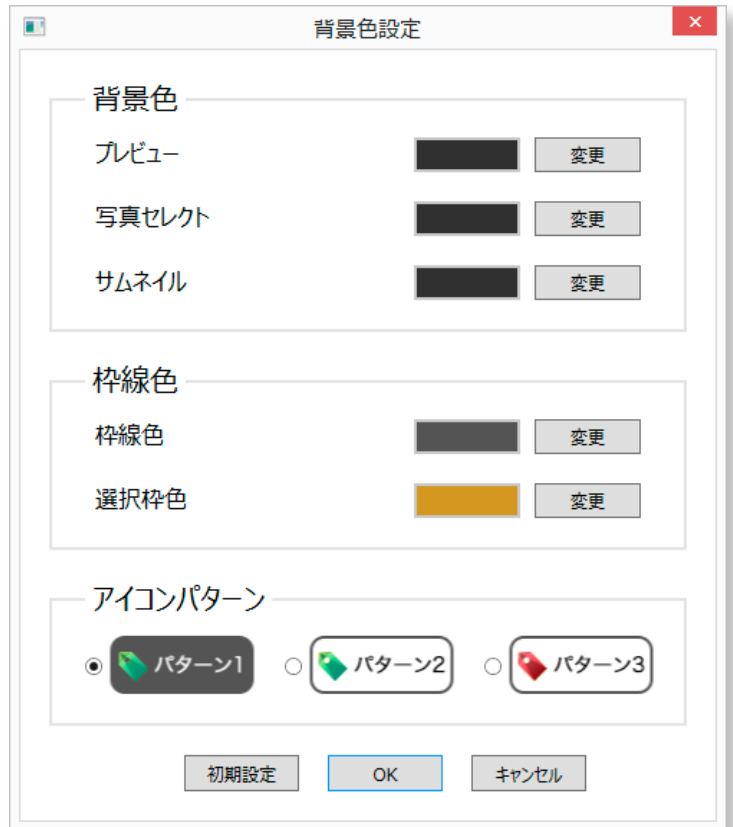 背景色設定
背景色
プレビュー 変更
写真セレクト 変更
サムネイル 変更
枠線色
枠線色 変更
選択枠色 変更
アイコンパターン
パターン1 パターン2 パターン3
初期設定 OK キャンセル